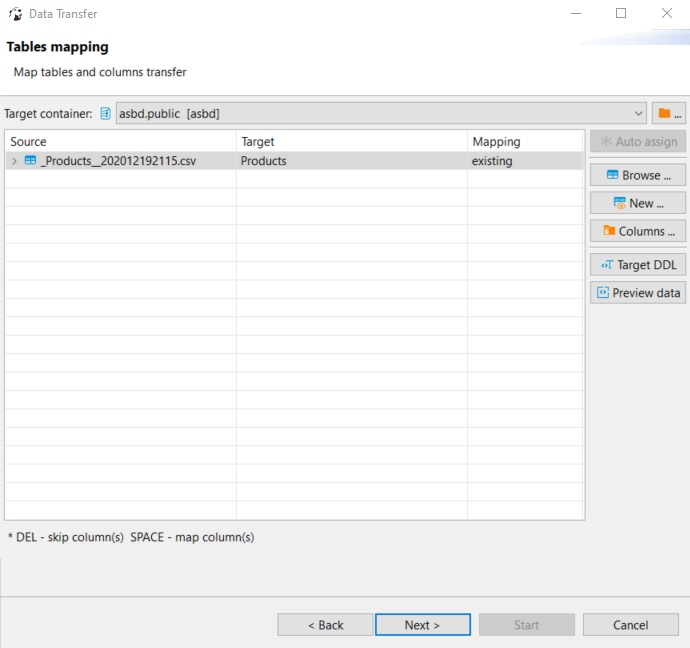 Data Transfer
Tables mapping
Map tables and columns transfer
Target container: asbd.public [asbd] ...
Source Target Mapping Auto assign
_Products__202012192115.csv Products existing
Browse ...
New ...
Columns ...
Target DDL
Preview data
* DEL - skip column(s) SPACE - map column(s)
< Back Next > Start Cancel